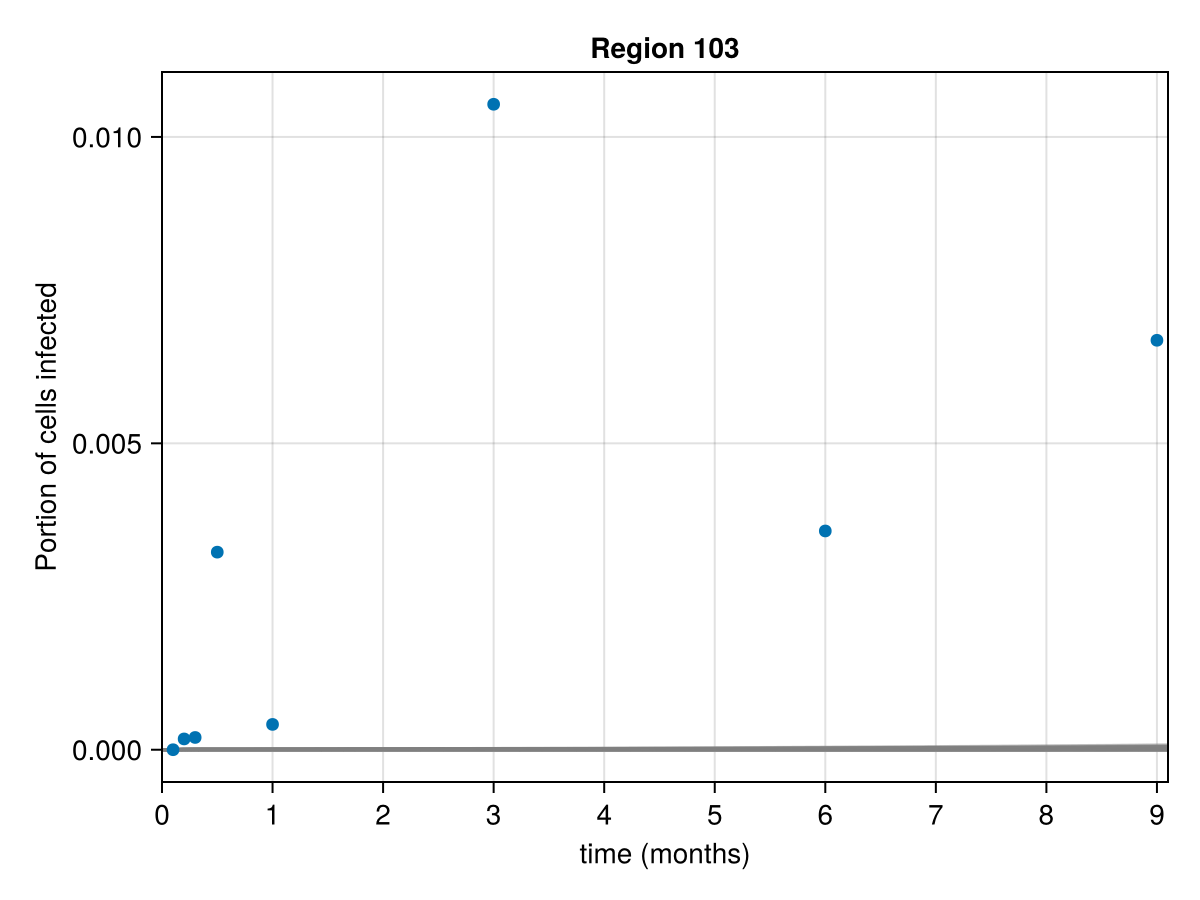 Region 103
0.010
0.005
0.000
Portion of cells infected
0 1 2 3 4 5 6 7 8 9
time (months)